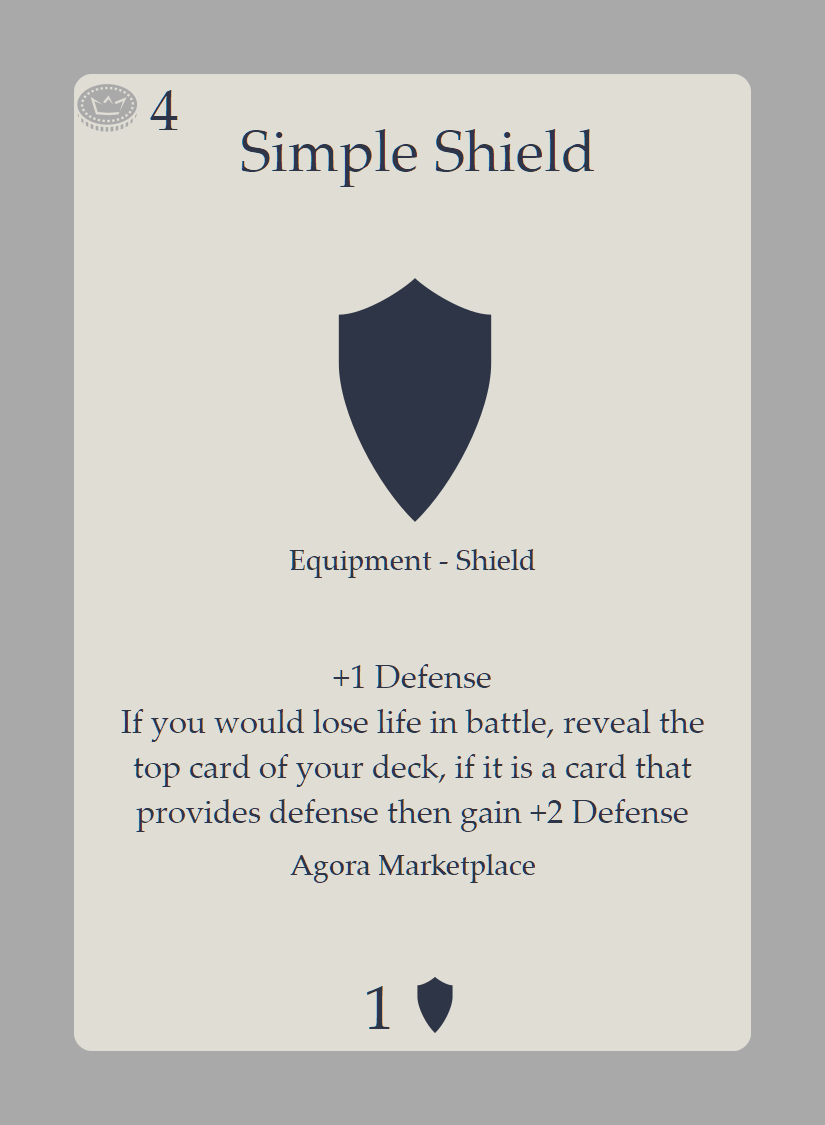 4
Simple Shield
Equipment - Shield
+1 Defense
If you would lose life in battle, reveal the
top card of your deck, if it is a card that
provides defense then gain +2 Defense
Agora Marketplace
1